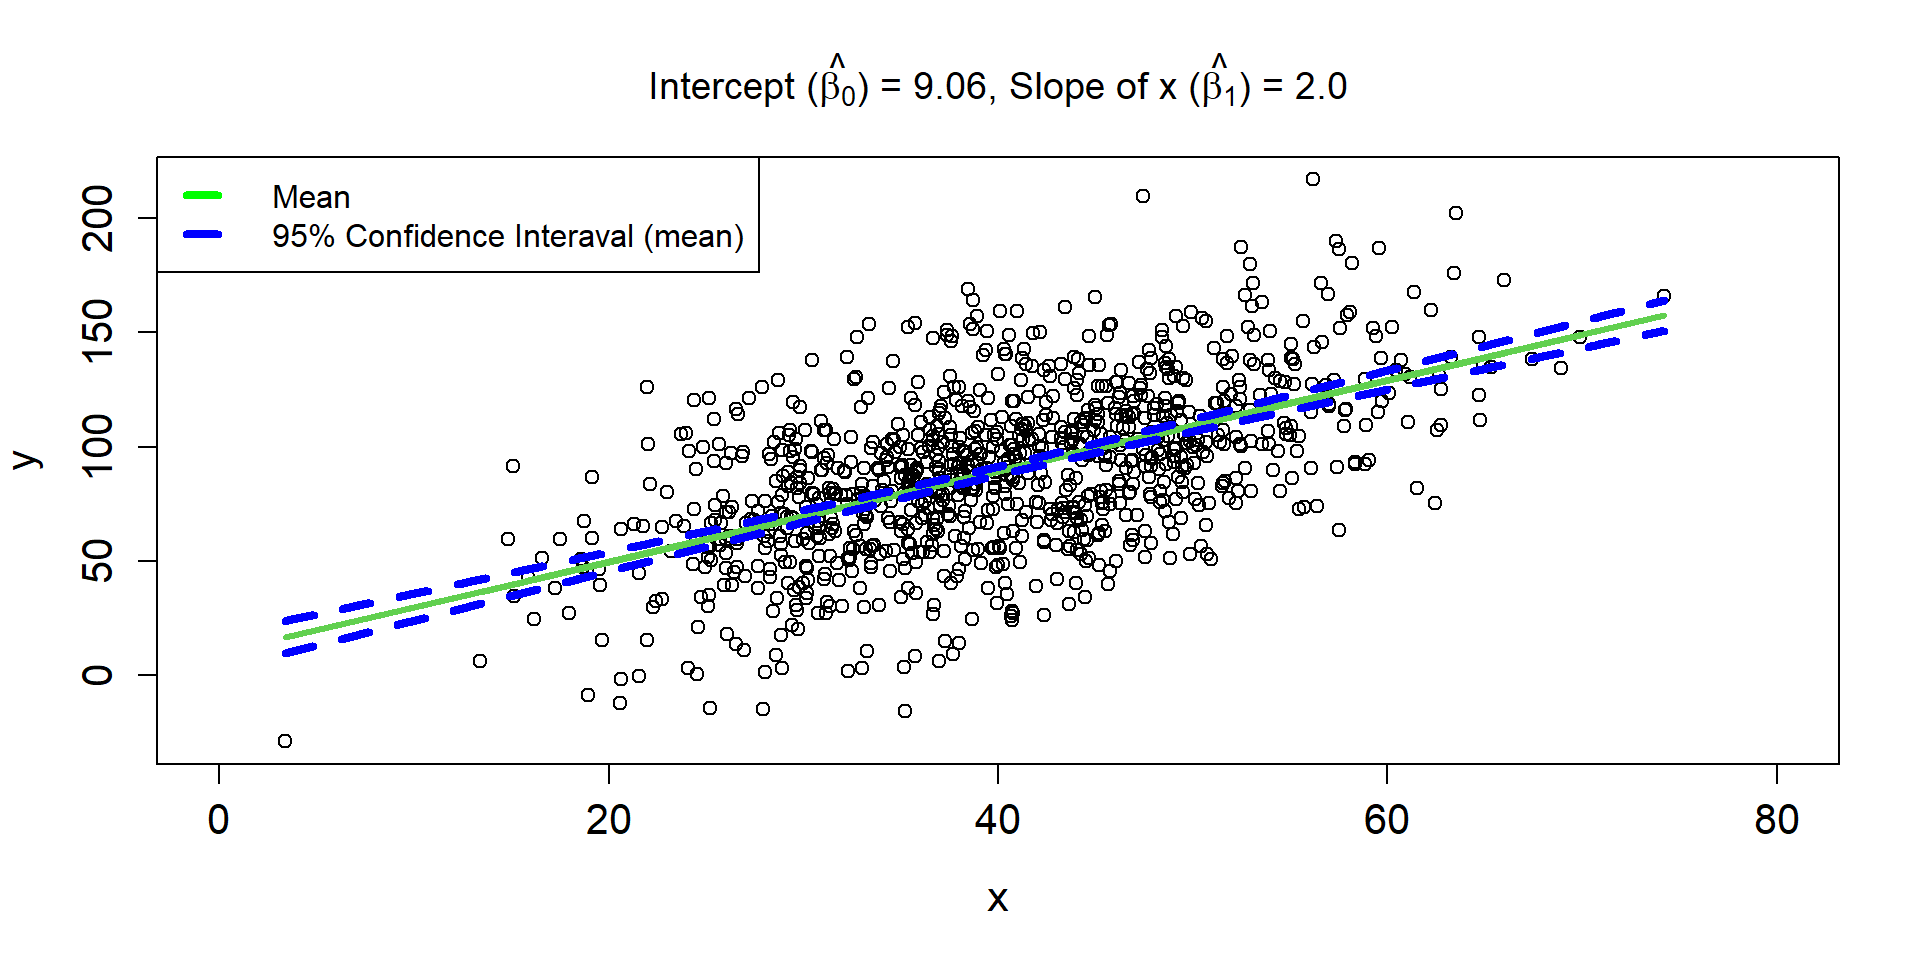 Intercept (β̂₀) = 9.06, Slope of x (β̂₁) = 2.0
Mean
95% Confidence Interaval (mean)
y
200
150
100
50
0
0 20 40 60 80
x